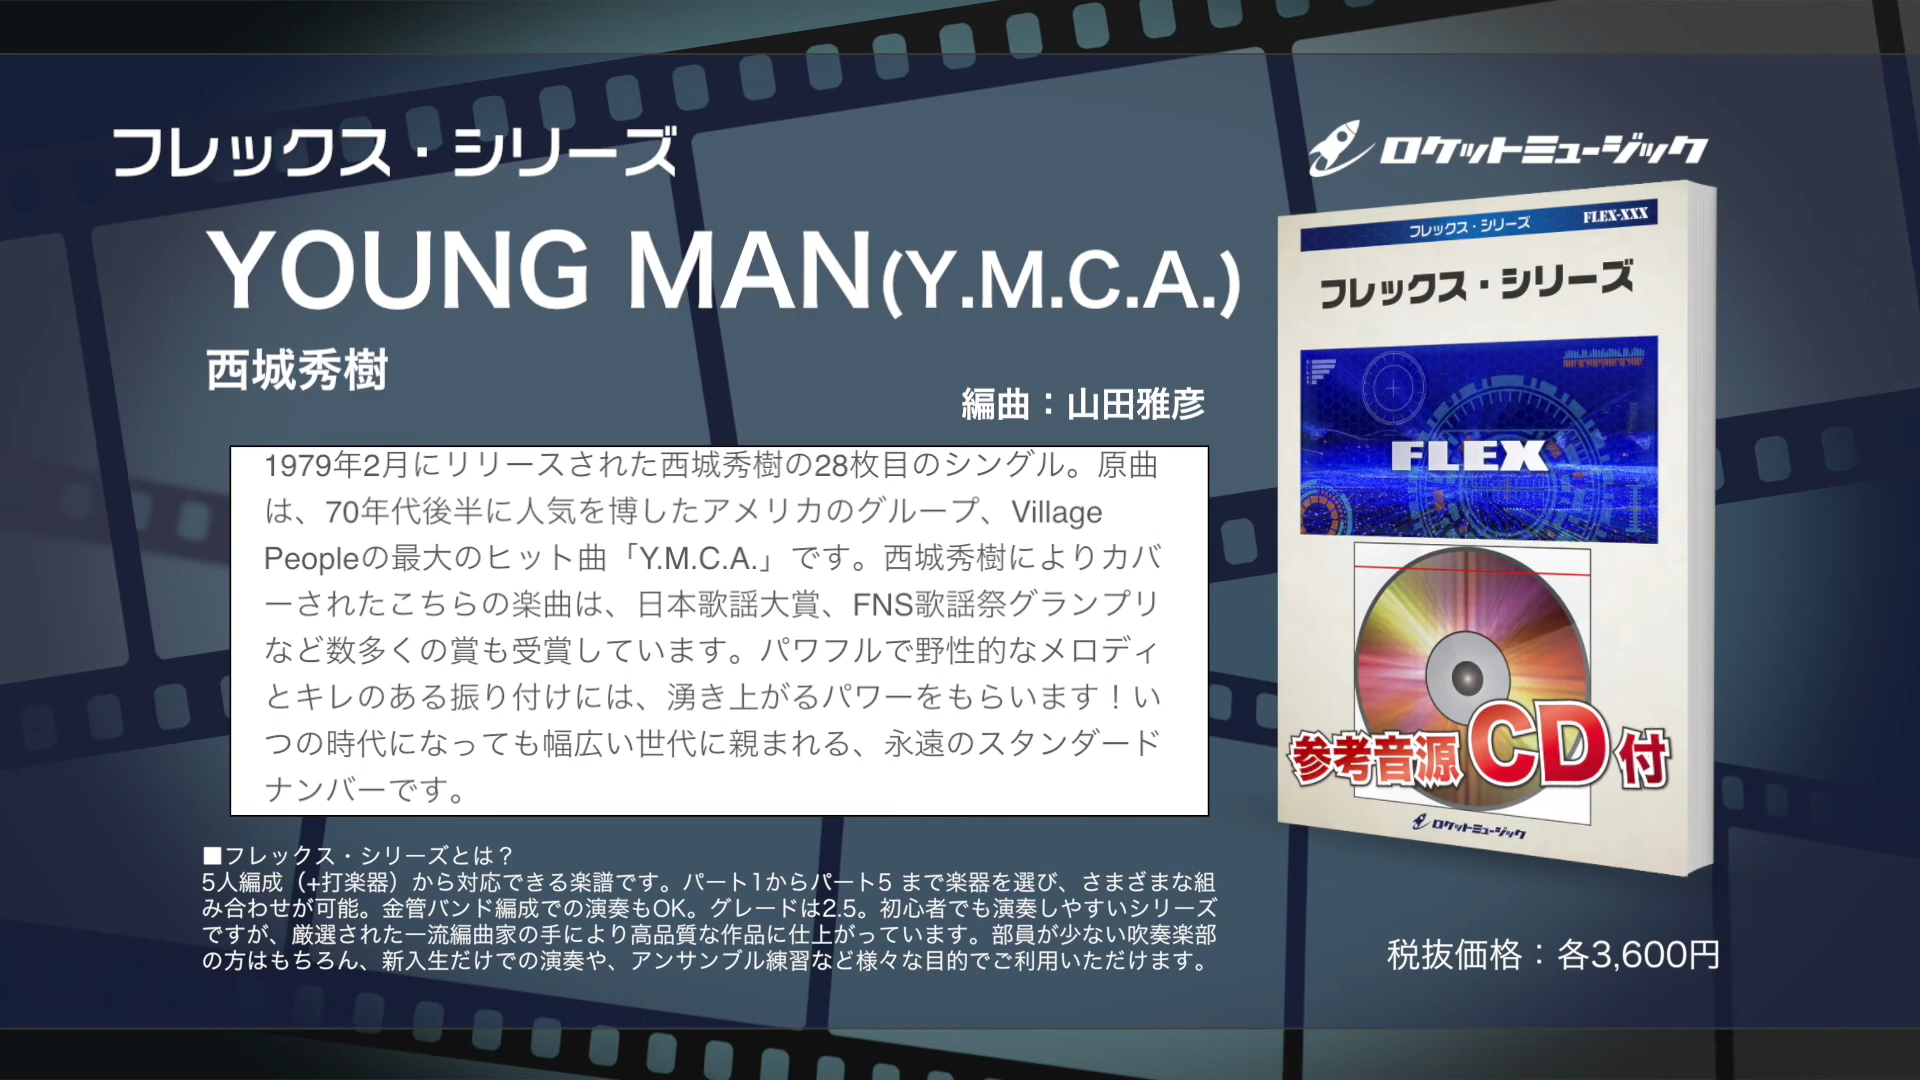 フレックス・シリーズ
YOUNG MAN(Y.M.C.A.)
西城秀樹
編曲：山田雅彦
1979年2月にリリースされた西城秀樹の28枚目のシングル。原曲
は、70年代後半に人気を博したアメリカのグループ、Village
Peopleの最大のヒット曲「Y.M.C.A.」です。西城秀樹によりカバ
ーされたこちらの楽曲は、日本歌謡大賞、FNS歌謡祭グランプリ
など数多くの賞も受賞しています。パワフルで野性的なメロディ
とキレのある振り付けには、湧き上がるパワーをもらいます！い
つの時代になっても幅広い世代に親まれる、永遠のスタンダード
ナンバーです。
■フレックス・シリーズとは？
5人編成（+打楽器）から対応できる楽譜です。パート1からパート5 まで楽器を選び、さまざまな組
み合わせが可能。金管バンド編成での演奏もOK。グレードは2.5。初心者でも演奏しやすいシリーズ
ですが、厳選された一流編曲家の手により高品質な作品に仕上がっています。部員が少ない吹奏楽部
の方はもちろん、新入生だけでの演奏や、アンサンブル練習など様々な目的でご利用いただけます。
ロケットミュージック
フレックス・シリーズ
FLEX-XXX
フレックス・シリーズ
FLEX
参考音源CD付
ロケットミュージック
税抜価格：各3,600円